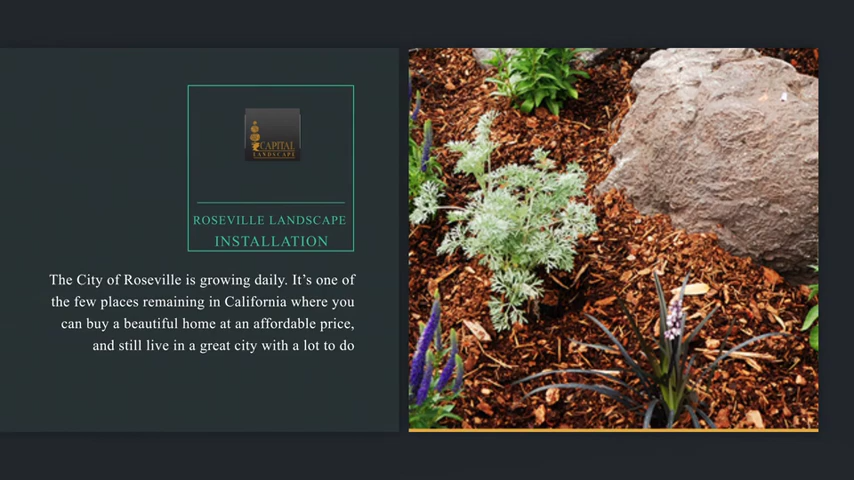 CAPITAL
LANDSCAPE
ROSEVILLE LANDSCAPE
INSTALLATION
The City of Roseville is growing daily. It’s one of
the few places remaining in California where you
can buy a beautiful home at an affordable price,
and still live in a great city with a lot to do